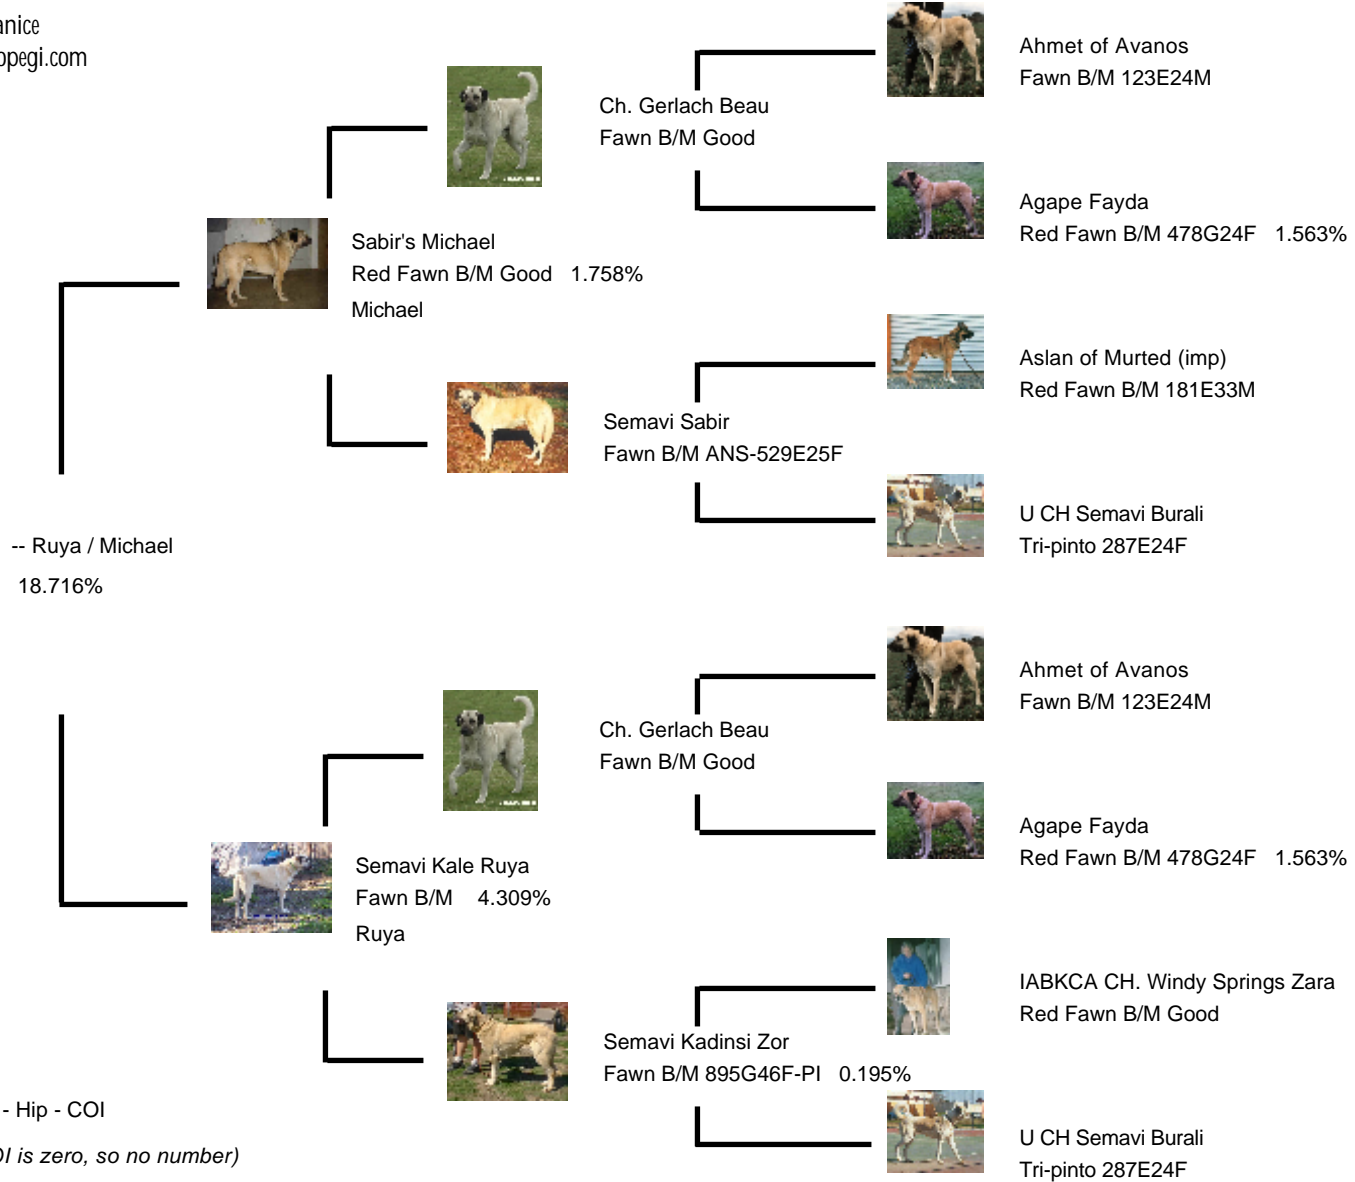 Ahmet of Avanos
Fawn B/M 123E24M
Ch. Gerlach Beau
Fawn B/M Good
Agape Fayda
Red Fawn B/M 478G24F 1.563%
Sabir's Michael
Red Fawn B/M Good 1.758%
Michael
Aslan of Murted (imp)
Red Fawn B/M 181E33M
Semavi Sabir
Fawn B/M ANS-529E25F
U CH Semavi Burali
Tri-pinto 287E24F
-- Ruya / Michael
18.716%
Ahmet of Avanos
Fawn B/M 123E24M
Ch. Gerlach Beau
Fawn B/M Good
Agape Fayda
Red Fawn B/M 478G24F 1.563%
Semavi Kale Ruya
Fawn B/M 4.309%
Ruya
IABKCA CH. Windy Springs Zara
Red Fawn B/M Good
Semavi Kadinsi Zor
Fawn B/M 895G46F-PI 0.195%
U CH Semavi Burali
Tri-pinto 287E24F
- Hip - COI
is zero, so no number)